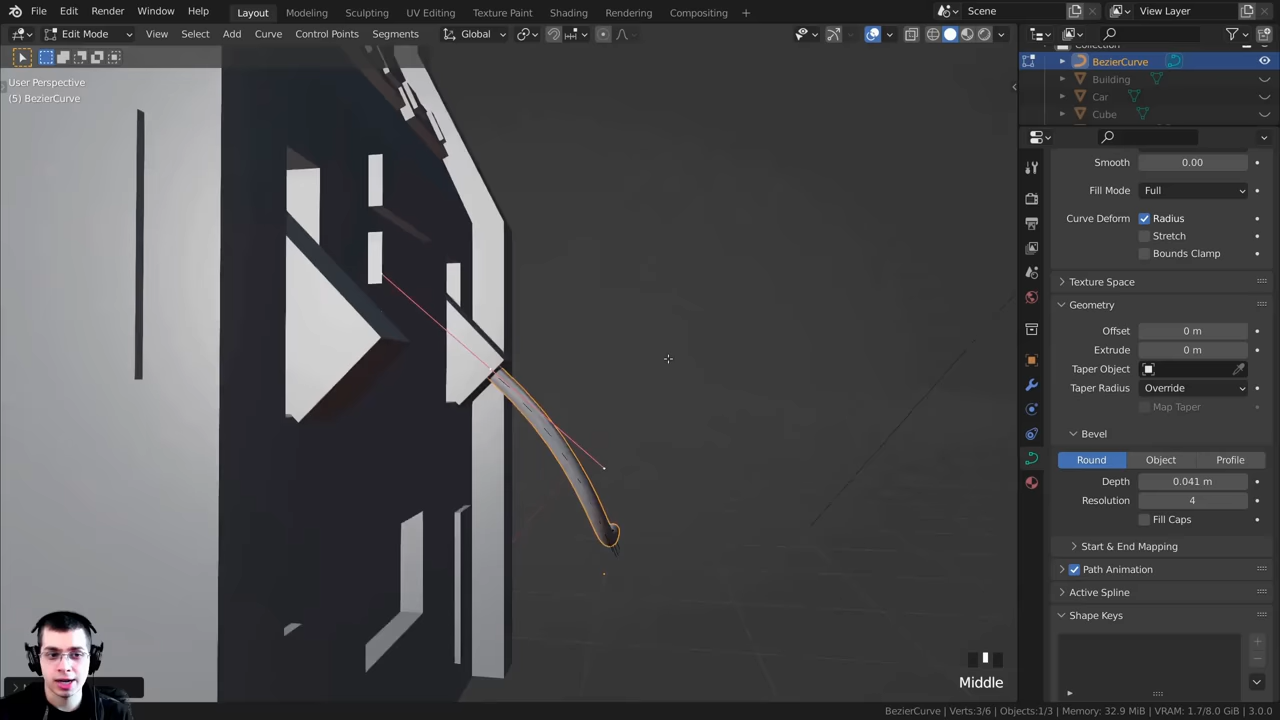 File Edit Render Window Help Layout Modeling Sculpting UV Editing Texture Paint Shading Rendering Compositing + Scene View Layer
Edit Mode View Select Add Curve Control Points Segments Global
User Perspective
(5) BezierCurve
BezierCurve
Building
Car
Cube
Smooth 0.00
Fill Mode Full
Curve Deform Radius
Stretch
Bounds Clamp
Texture Space
Geometry
Offset 0 m
Extrude 0 m
Taper Object
Taper Radius Override
Map Taper
Bevel
Round Object Profile
Depth 0.041 m
Resolution 4
Fill Caps
Start & End Mapping
Path Animation
Active Spline
Shape Keys
Middle
BezierCurve | Verts:3/6 | Objects:1/3 | Memory: 32.9 MiB | VRAM: 1.7/8.0 GiB | 3.0.0